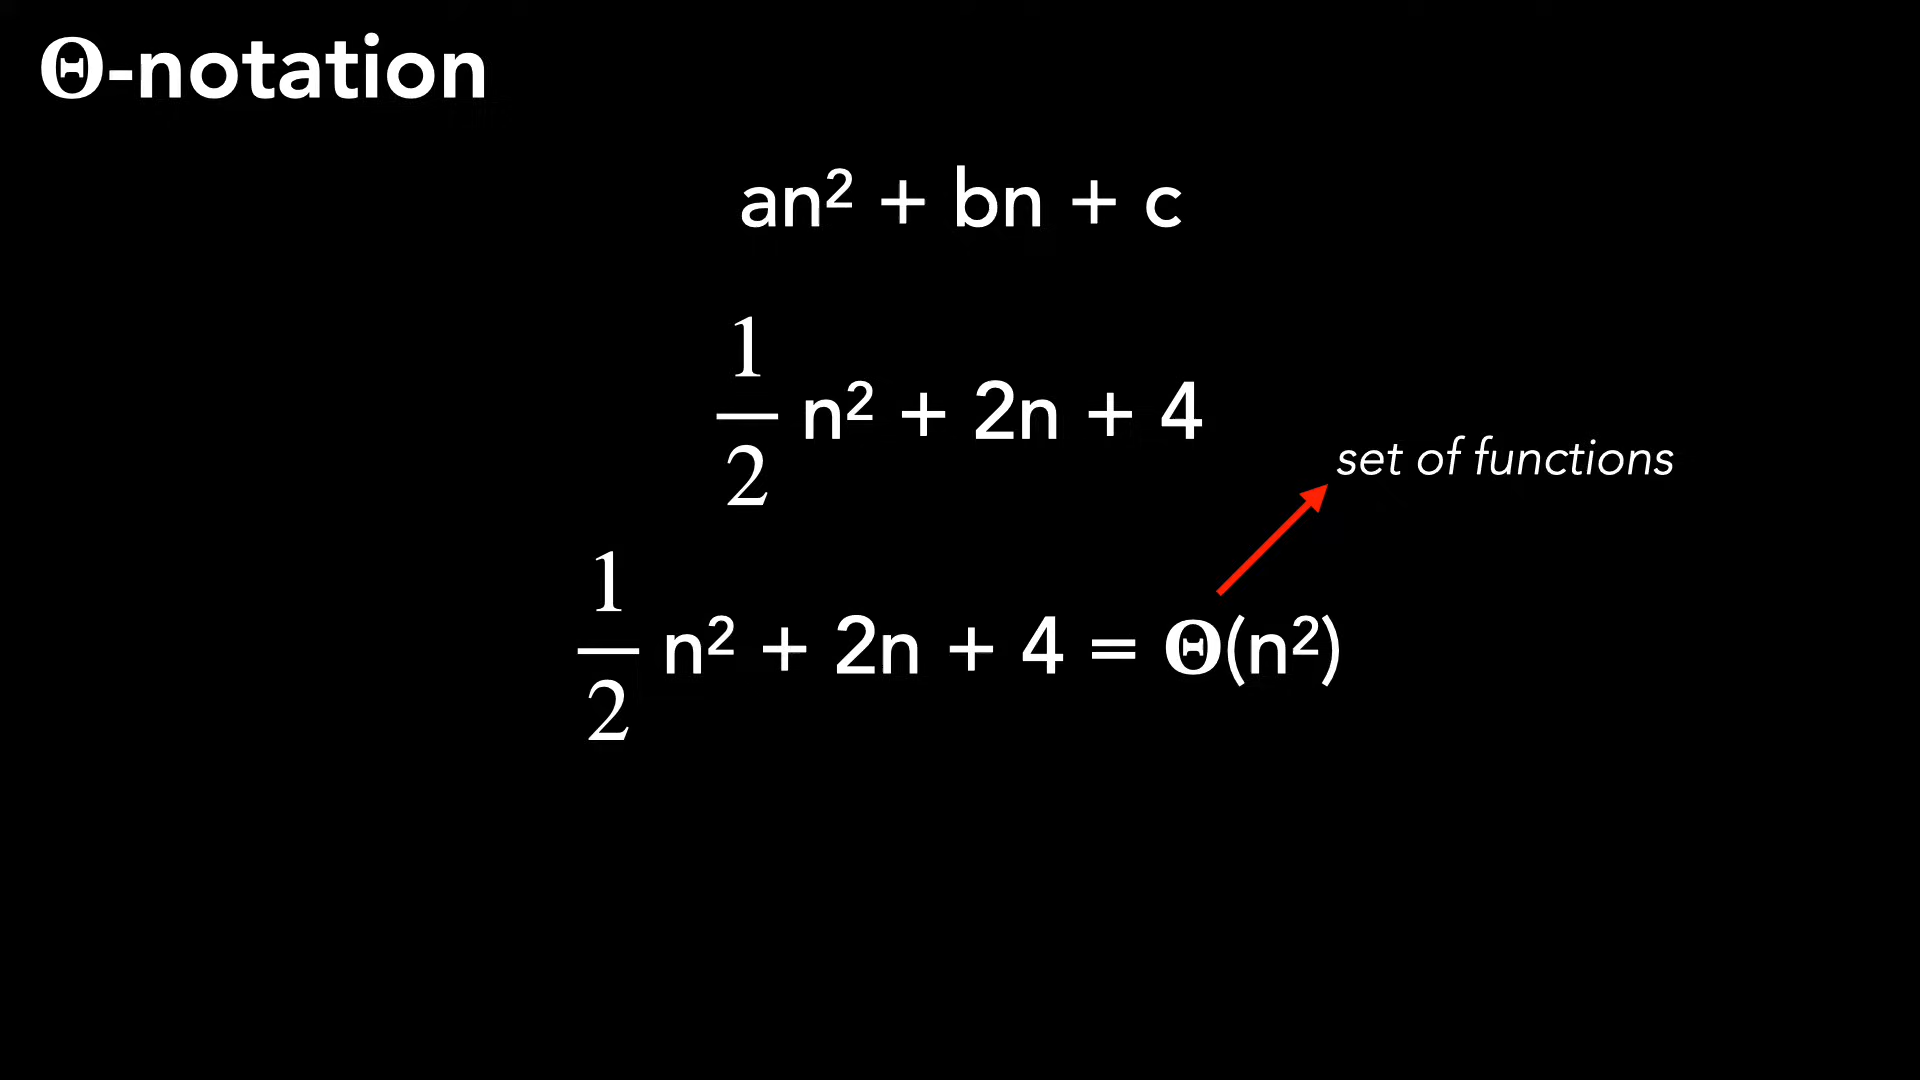 Θ-notation
an² + bn + c
1/2 n² + 2n + 4
set of functions
1/2 n² + 2n + 4 = Θ(n²)